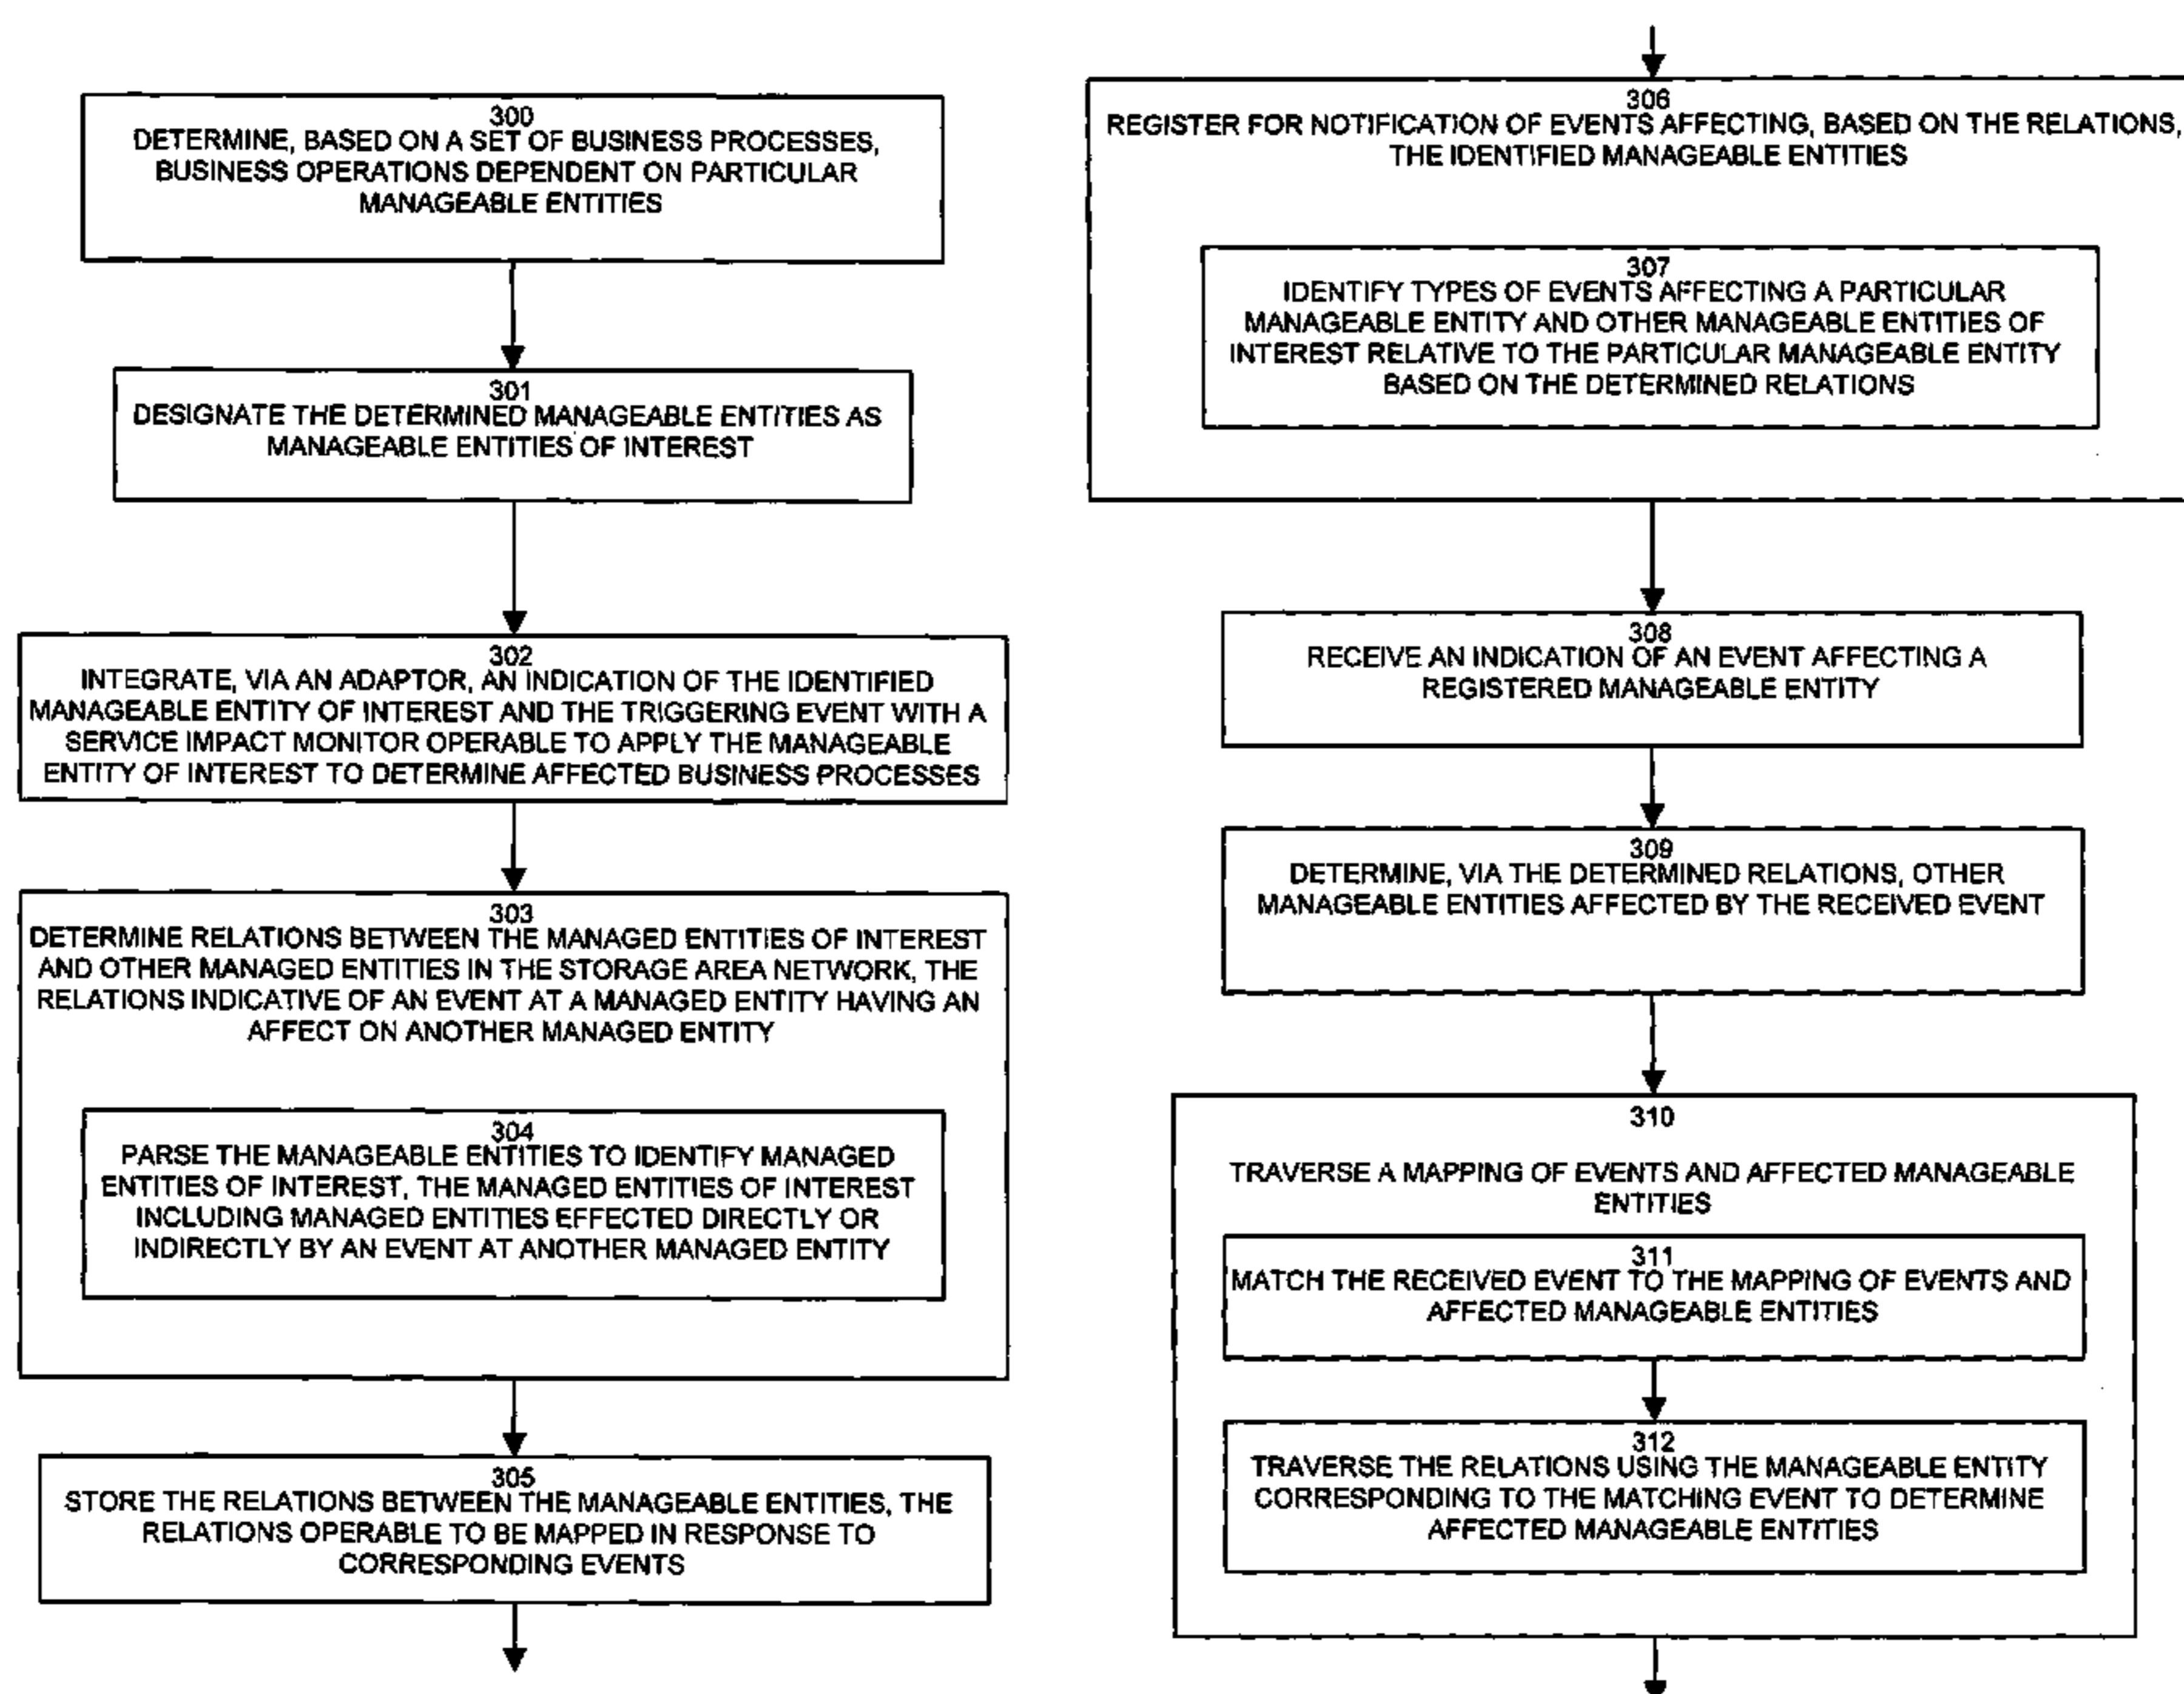 300
DETERMINE, BASED ON A SET OF BUSINESS PROCESSES,
BUSINESS OPERATIONS DEPENDENT ON PARTICULAR
MANAGEABLE ENTITIES
301
DESIGNATE THE DETERMINED MANAGEABLE ENTITIES AS
MANAGEABLE ENTITIES OF INTEREST
302
INTEGRATE, VIA AN ADAPTOR, AN INDICATION OF THE IDENTIFIED
MANAGEABLE ENTITY OF INTEREST AND THE TRIGGERING EVENT WITH A
SERVICE IMPACT MONITOR OPERABLE TO APPLY THE MANAGEABLE
ENTITY OF INTEREST TO DETERMINE AFFECTED BUSINESS PROCESSES
303
DETERMINE RELATIONS BETWEEN THE MANAGED ENTITIES OF INTEREST
AND OTHER MANAGED ENTITIES IN THE STORAGE AREA NETWORK, THE
RELATIONS INDICATIVE OF AN EVENT AT A MANAGED ENTITY HAVING AN
AFFECT ON ANOTHER MANAGED ENTITY
304
PARSE THE MANAGEABLE ENTITIES TO IDENTIFY MANAGED
ENTITIES OF INTEREST, THE MANAGED ENTITIES OF INTEREST
INCLUDING MANAGED ENTITIES EFFECTED DIRECTLY OR
INDIRECTLY BY AN EVENT AT ANOTHER MANAGED ENTITY
305
STORE THE RELATIONS BETWEEN THE MANAGEABLE ENTITIES, THE
RELATIONS OPERABLE TO BE MAPPED IN RESPONSE TO
CORRESPONDING EVENTS
306
REGISTER FOR NOTIFICATION OF EVENTS AFFECTING, BASED ON THE RELATIONS,
THE IDENTIFIED MANAGEABLE ENTITIES
307
IDENTIFY TYPES OF EVENTS AFFECTING A PARTICULAR
MANAGEABLE ENTITY AND OTHER MANAGEABLE ENTITIES OF
INTEREST RELATIVE TO THE PARTICULAR MANAGEABLE ENTITY
BASED ON THE DETERMINED RELATIONS
308
RECEIVE AN INDICATION OF AN EVENT AFFECTING A
REGISTERED MANAGEABLE ENTITY
309
DETERMINE, VIA THE DETERMINED RELATIONS, OTHER
MANAGEABLE ENTITIES AFFECTED BY THE RECEIVED EVENT
310
TRAVERSE A MAPPING OF EVENTS AND AFFECTED MANAGEABLE
ENTITIES
311
MATCH THE RECEIVED EVENT TO THE MAPPING OF EVENTS AND
AFFECTED MANAGEABLE ENTITIES
312
TRAVERSE THE RELATIONS USING THE MANAGEABLE ENTITY
CORRESPONDING TO THE MATCHING EVENT TO DETERMINE
AFFECTED MANAGEABLE ENTITIES